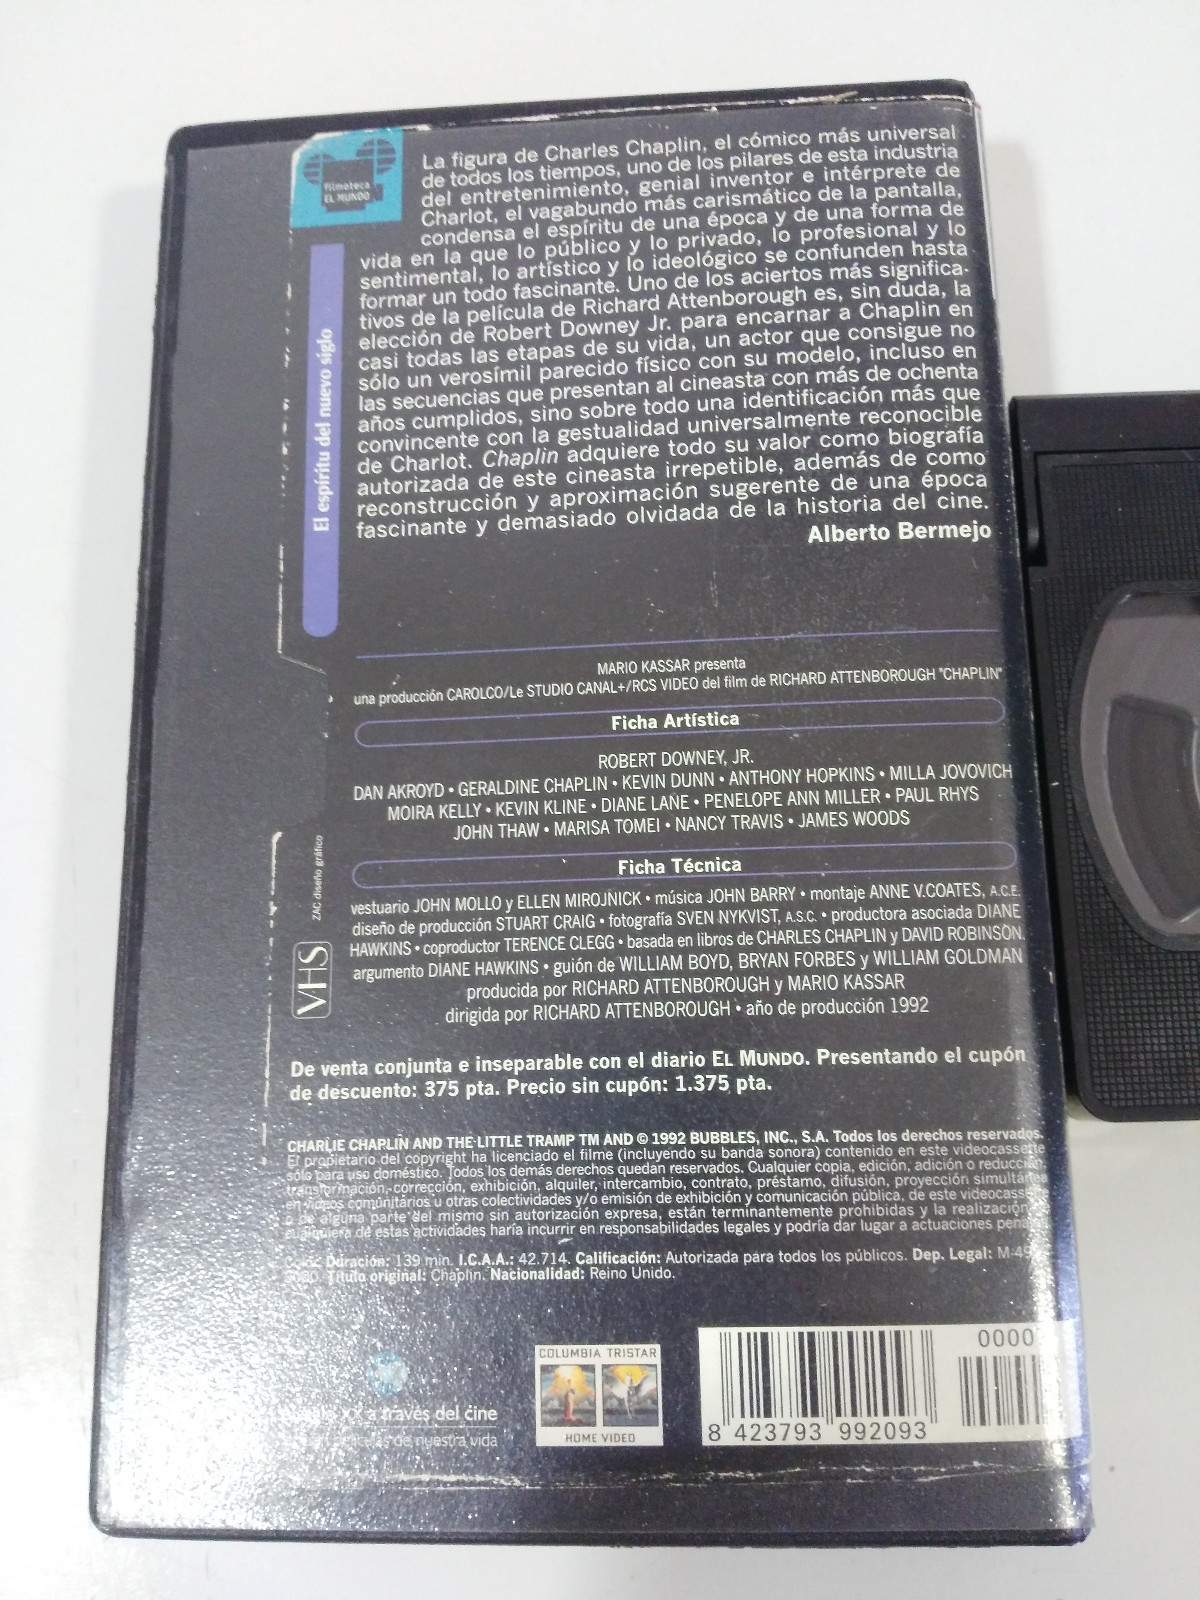 filmoteca
EL MUNDO
La figura de Charles Chaplin, el cómico más universal
de todos los tiempos, uno de los pilares de esta industria
del entretenimiento, genial inventor e intérprete de
Charlot, el vagabundo más carismático de la pantalla,
condensa el espíritu de una época y de una forma de
vida en la que lo público y lo privado, lo profesional y lo
sentimental, lo artístico y lo ideológico se confunden hasta
formar un todo fascinante. Uno de los aciertos más significa-
tivos de la película de Richard Attenborough es, sin duda, la
elección de Robert Downey Jr. para encarnar a Chaplin en
casi todas las etapas de su vida, un actor que consigue no
sólo un verosímil parecido físico con su modelo, incluso en
las secuencias que presentan al cineasta con más de ochenta
años cumplidos, sino sobre todo una identificación más que
convincente con la gestualidad universalmente reconocible
de Charlot. Chaplin adquiere todo su valor como biografía
autorizada de este cineasta irrepetible, además de como
reconstrucción y aproximación sugerente de una época
fascinante y demasiado olvidada de la historia del cine.
Alberto Bermejo
El espíritu del nuevo siglo
MARIO KASSAR presenta
una producción CAROLCO/Le STUDIO CANAL+/RCS VIDEO del film de RICHARD ATTENBOROUGH "CHAPLIN"
Ficha Artística
ROBERT DOWNEY, JR.
DAN AKROYD • GERALDINE CHAPLIN • KEVIN DUNN • ANTHONY HOPKINS • MILLA JOVOVICH
MOIRA KELLY • KEVIN KLINE • DIANE LANE • PENELOPE ANN MILLER • PAUL RHYS
JOHN THAW • MARISA TOMEI • NANCY TRAVIS • JAMES WOODS
Ficha Técnica
vestuario JOHN MOLLO y ELLEN MIROJNICK • música JOHN BARRY • montaje ANNE V.COATES, A.C.E.
diseño de producción STUART CRAIG • fotografía SVEN NYKVIST, A.S.C. • productora asociada DIANE
HAWKINS • coproductor TERENCE CLEGG • basada en libros de CHARLES CHAPLIN y DAVID ROBINSON.
argumento DIANE HAWKINS • guión de WILLIAM BOYD, BRYAN FORBES y WILLIAM GOLDMAN
producida por RICHARD ATTENBOROUGH y MARIO KASSAR
dirigida por RICHARD ATTENBOROUGH • año de producción 1992
ZAC diseño gráfico
VHS
De venta conjunta e inseparable con el diario EL MUNDO. Presentando el cupón
de descuento: 375 pta. Precio sin cupón: 1.375 pta.
CHARLIE CHAPLIN AND THE LITTLE TRAMP TM AND © 1992 BUBBLES, INC., S.A. Todos los derechos reservados.
El propietario del copyright ha licenciado el filme (incluyendo su banda sonora) contenido en este videocassette
sólo para uso doméstico. Todos los demás derechos quedan reservados. Cualquier copia, edición, adición o reducción,
transformación, corrección, exhibición, alquiler, intercambio, contrato, préstamo, difusión, proyección simultánea
en vídeos comunitarios u otras colectividades y/o emisión de exhibición y comunicación pública, de este videocassette
o de alguna parte del mismo sin autorización expresa, están terminantemente prohibidas y la realización
cualquiera de estas actividades haría incurrir en responsabilidades legales y podría dar lugar a actuaciones
Duración: 139 min. I.C.A.A.: 42.714. Calificación: Autorizada para todos los públicos. Dep. Legal:
Título original: Chaplin. Nacionalidad: Reino Unido.
a través del cine
de nuestra vida
COLUMBIA TRISTAR
HOME VIDEO
0000
8 423793 992093